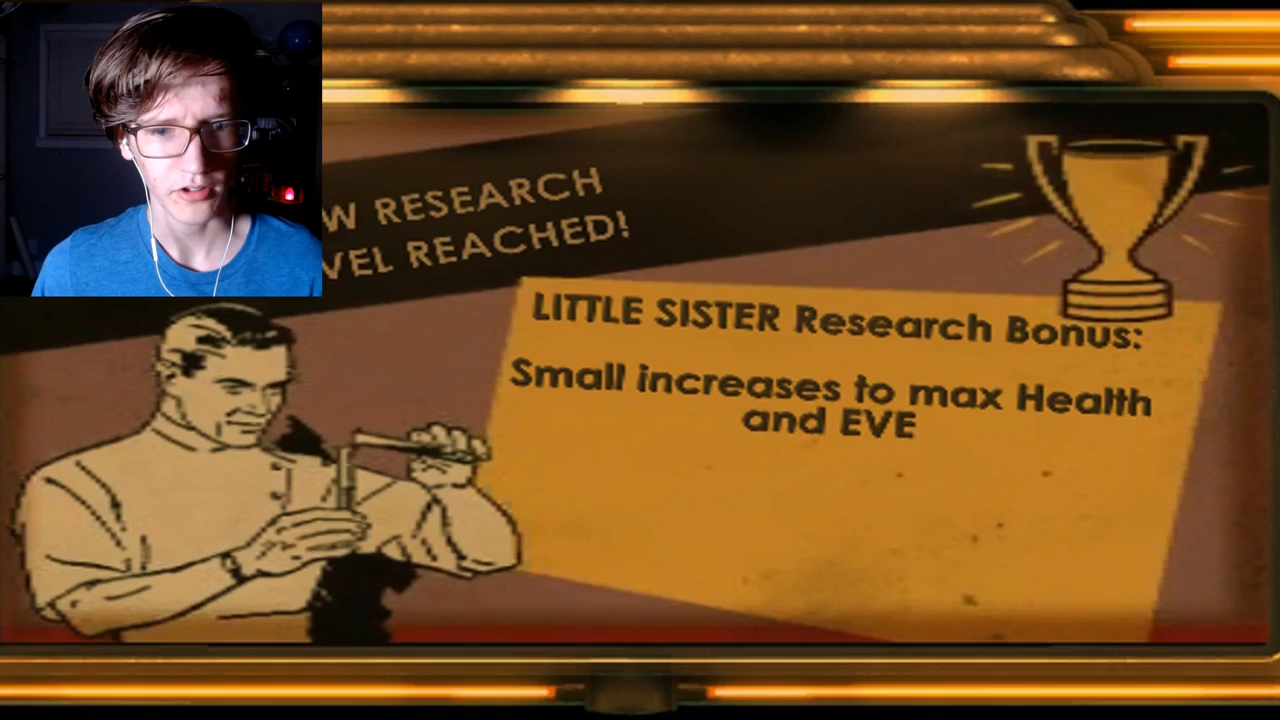 W RESEARCH
VEL REACHED!
LITTLE SISTER Research Bonus:
Small increases to max Health
and EVE